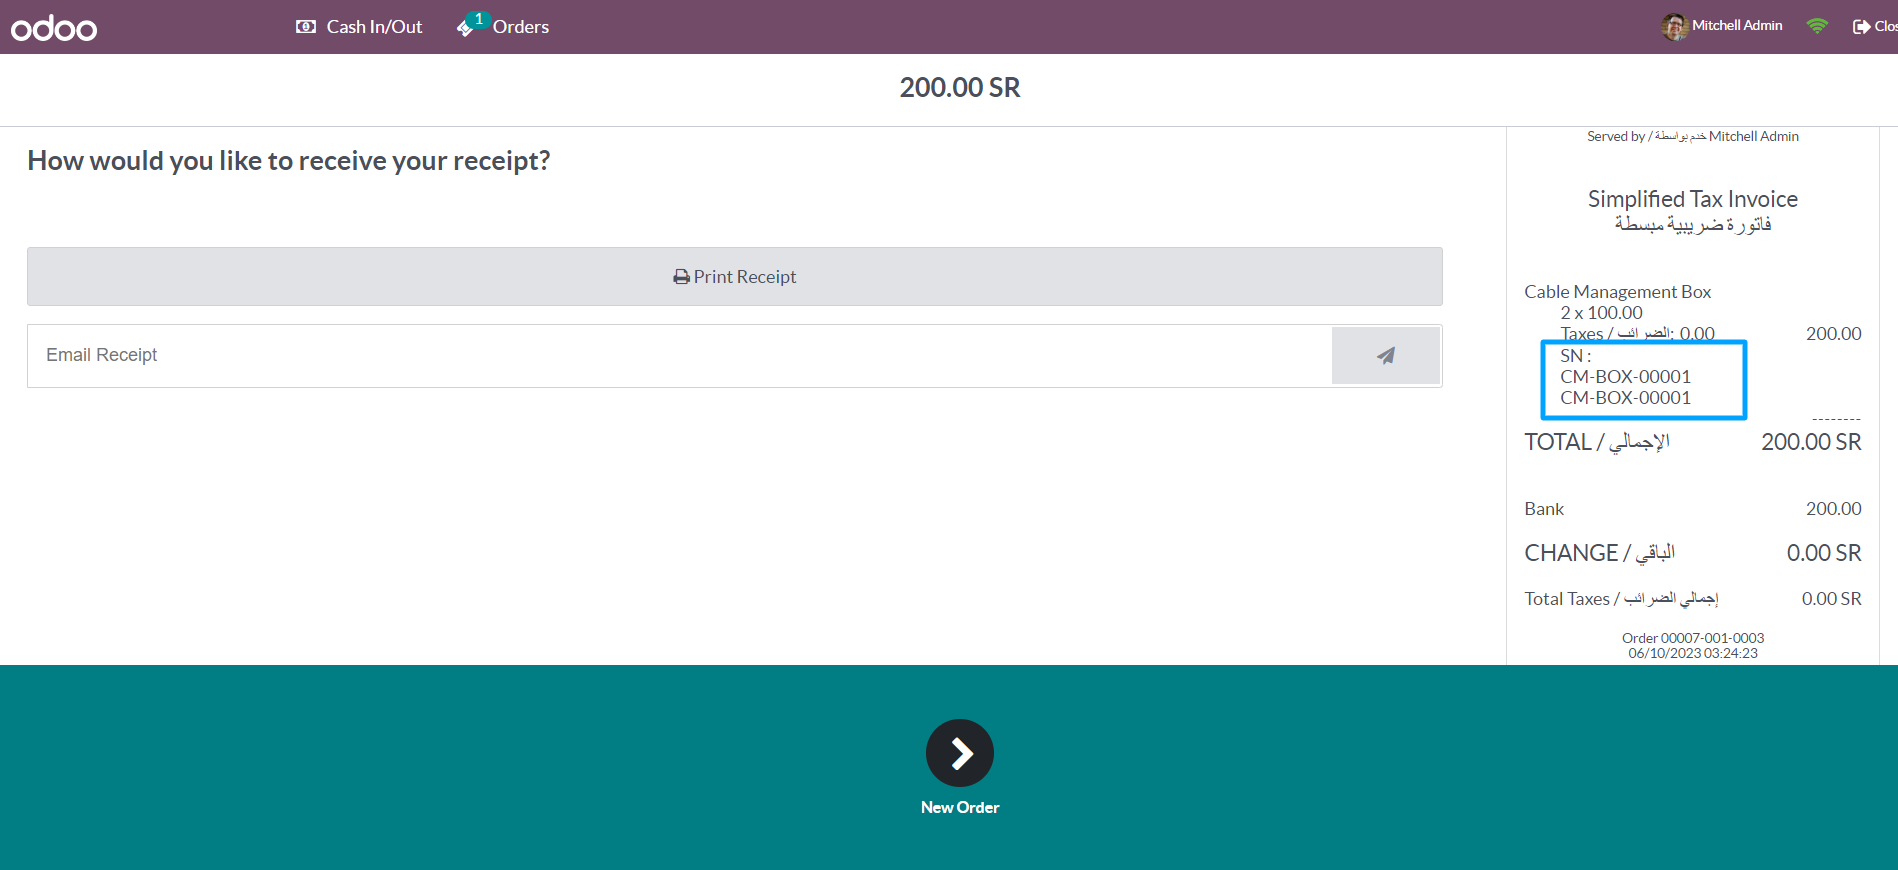 odoo
Cash In/Out
1
Orders
Mitchell Admin
Clos
200.00 SR
How would you like to receive your receipt?
Print Receipt
Email Receipt
Served by / خدم بواسطة Mitchell Admin
Simplified Tax Invoice
فاتورة ضريبية مبسطة
Cable Management Box
2 x 100.00
Taxes / الضرائب: 0.00 200.00
SN :
CM-BOX-00001
CM-BOX-00001
--------
TOTAL / الإجمالي 200.00 SR
Bank 200.00
CHANGE / الباقي 0.00 SR
Total Taxes / إجمالي الضرائب 0.00 SR
Order 00007-001-0003
06/10/2023 03:24:23
New Order